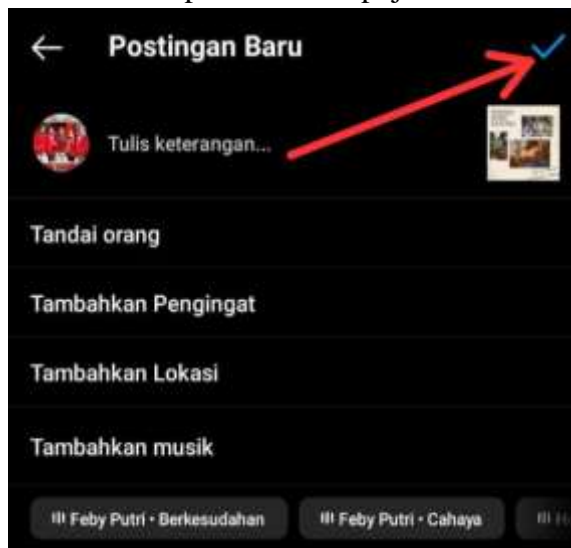 Postingan Baru
Tulis keterangan...
Tandai orang
Tambahkan Pengingat
Tambahkan Lokasi
Tambahkan musik
Feby Putri • Berkesudahan
Feby Putri • Cahaya